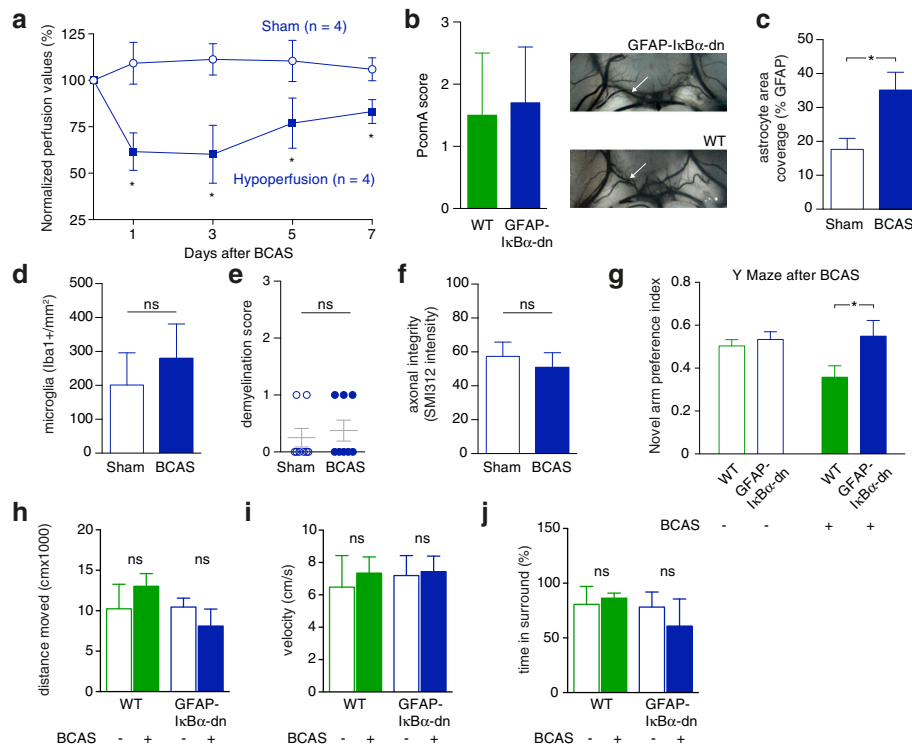 a
Normalized perfusion values (%)
125
100
75
50
25
Sham (n = 4)
Hypoperfusion (n = 4)
*
*
*
*
1 3 5 7
Days after BCAS
b
PcomA score
3
2
1
0
WT
GFAP-
IκBα-dn
GFAP-IκBα-dn
WT
c
astrocyte area
coverage (% GFAP)
50
40
30
20
10
0
*
Sham BCAS
d
microglia (Iba1+/mm²)
500
400
300
200
100
0
ns
Sham BCAS
e
demyelination score
3
2
1
0
ns
Sham BCAS
f
axonal integrity
(SMI312 intensity)
100
80
60
40
20
0
ns
Sham BCAS
g
Y Maze after BCAS
Novel arm preference index
0.8
0.6
0.4
0.2
0
*
WT
GFAP-
IκBα-dn
WT
GFAP-
IκBα-dn
BCAS - - + +
h
distance moved (cmx1000)
20
15
10
5
0
ns ns
WT GFAP-
IκBα-dn
BCAS - + - +
i
velocity (cm/s)
10
8
6
4
2
0
ns ns
WT GFAP-
IκBα-dn
BCAS - + - +
j
time in surround (%)
150
100
50
0
ns ns
WT GFAP-
IκBα-dn
BCAS - + - +